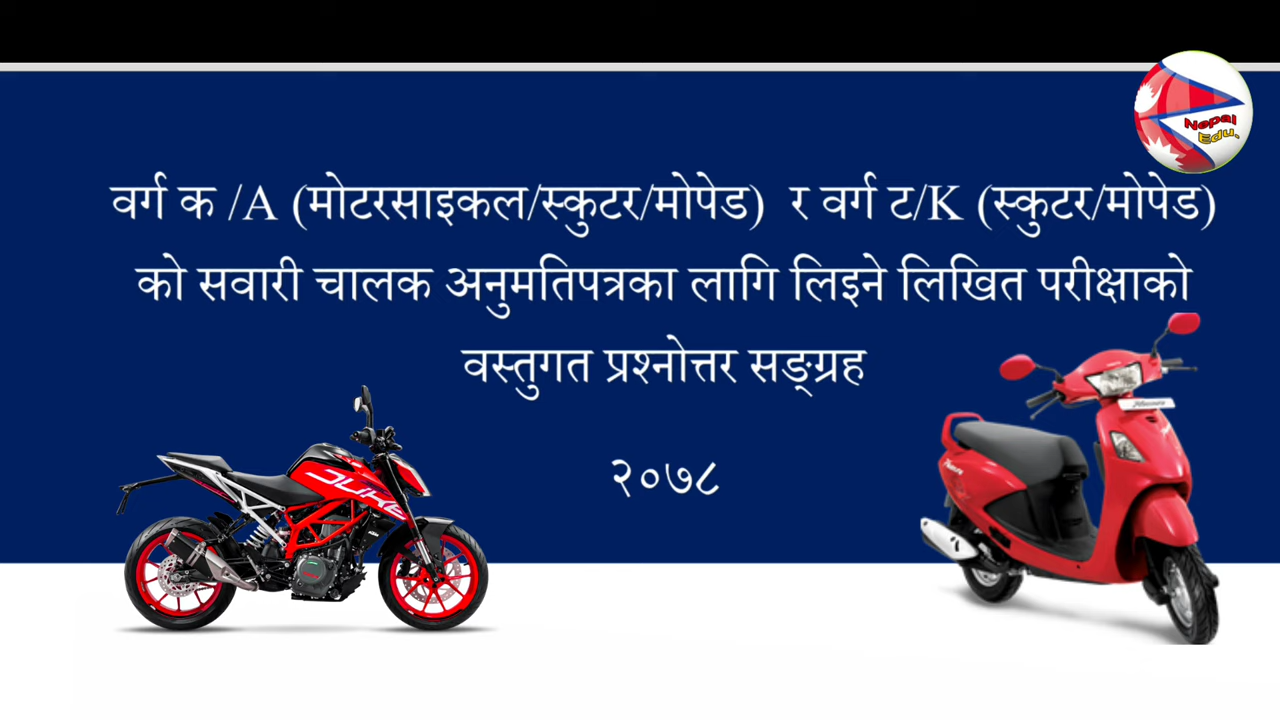 Nepal
Edu.
वर्ग क /A (मोटरसाइकल/स्कुटर/मोपेड) र वर्ग ट/K (स्कुटर/मोपेड)
को सवारी चालक अनुमतिपत्रका लागि लिइने लिखित परीक्षाको
वस्तुगत प्रश्नोत्तर सङ्ग्रह
२०७८
DUKE